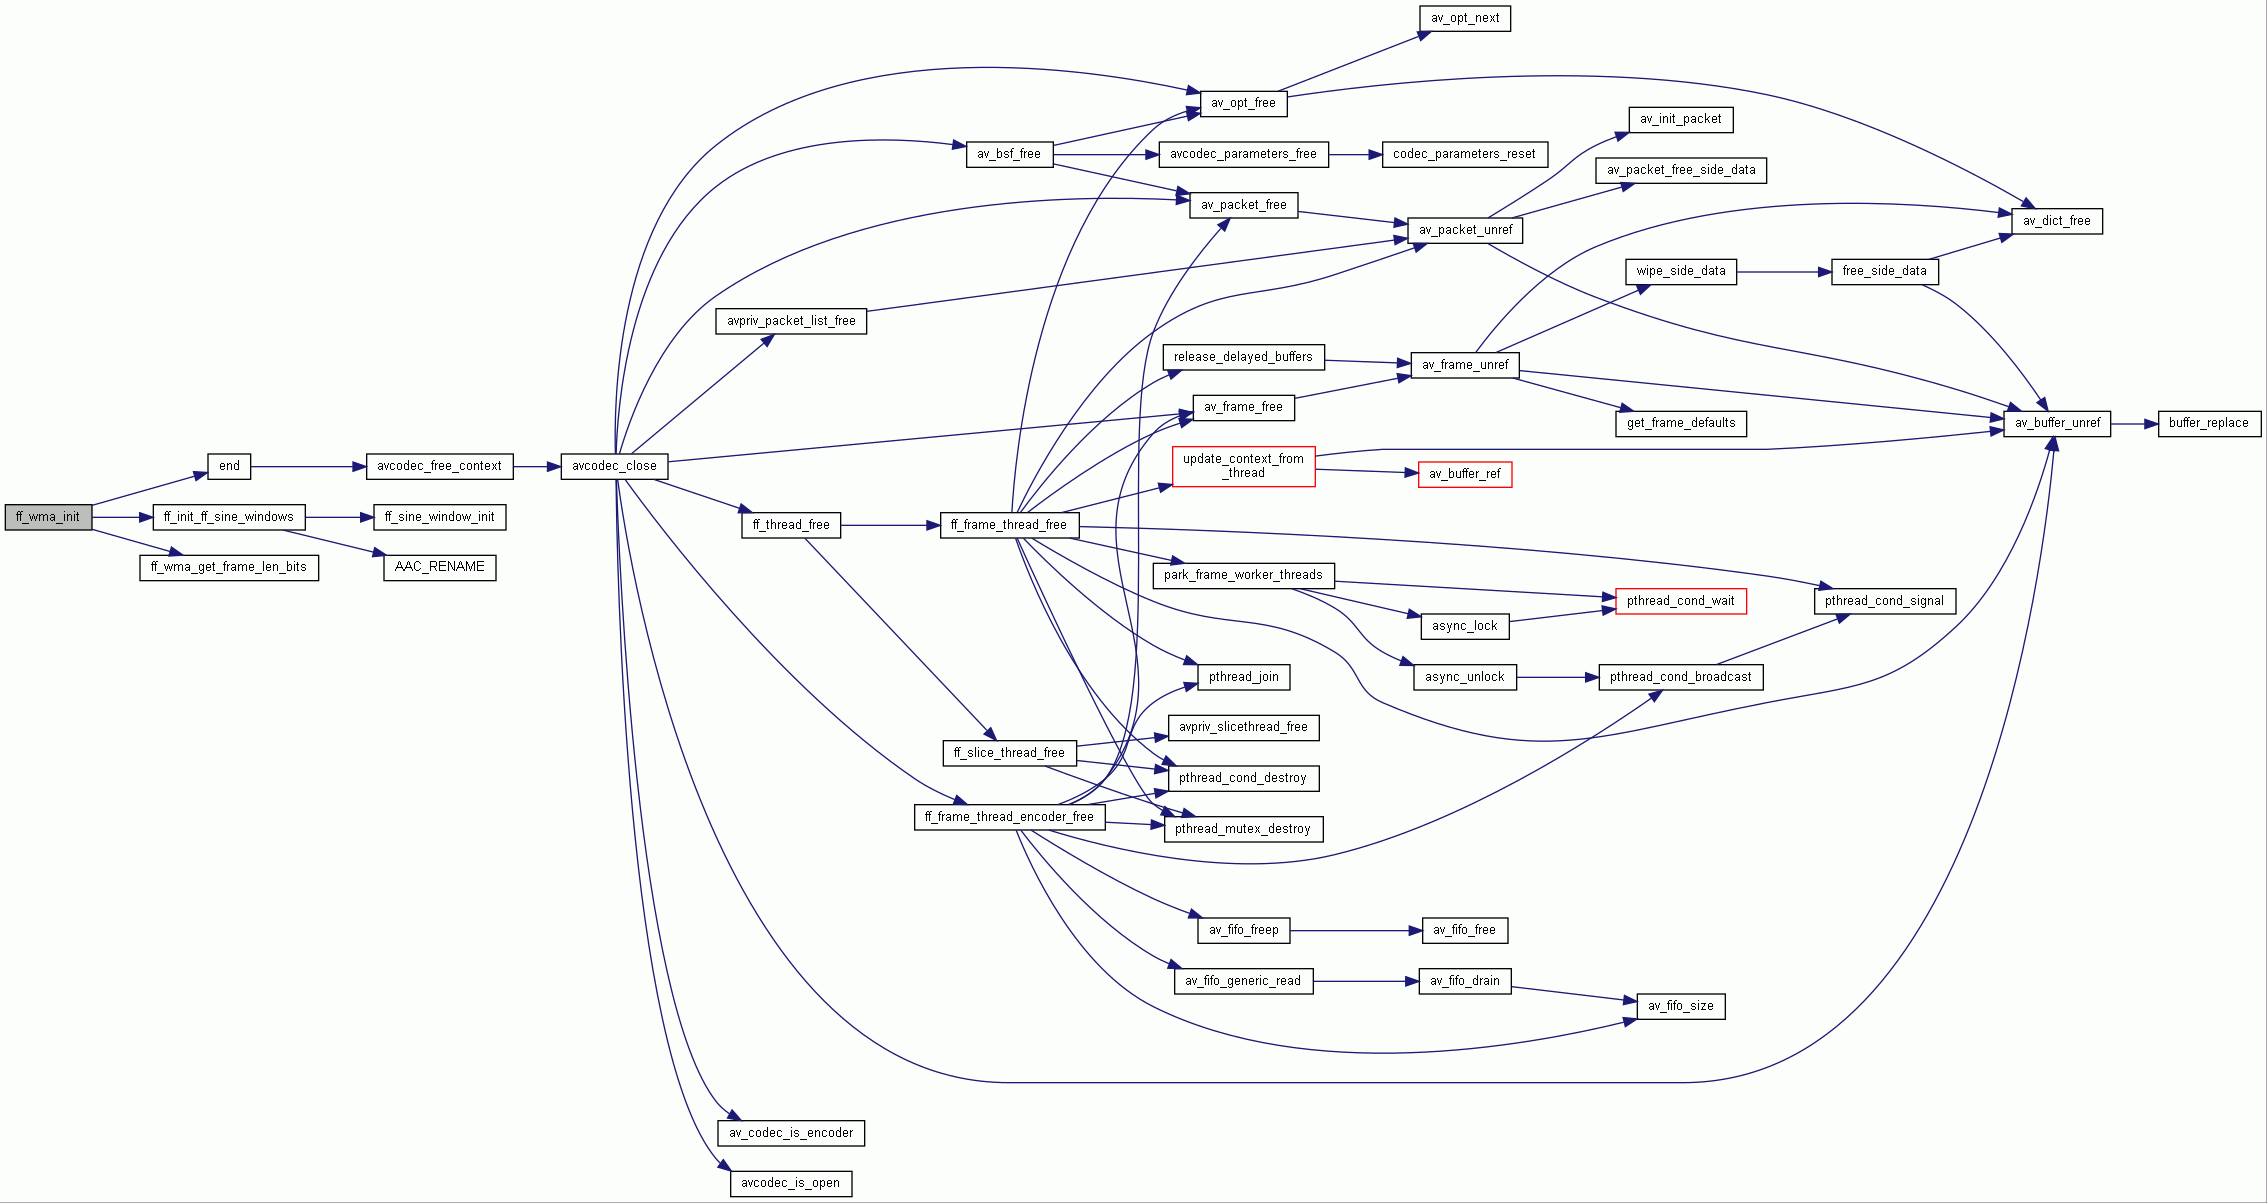 av_opt_next
av_opt_free
av_init_packet
av_bsf_free
avcodec_parameters_free
codec_parameters_reset
av_packet_free_side_data
av_packet_free
av_packet_unref
av_dict_free
wipe_side_data
free_side_data
avpriv_packet_list_free
release_delayed_buffers
av_frame_unref
av_frame_free
get_frame_defaults
av_buffer_unref
buffer_replace
end
avcodec_free_context
avcodec_close
update_context_from
_thread
av_buffer_ref
ff_wma_init
ff_init_ff_sine_windows
ff_sine_window_init
ff_thread_free
ff_frame_thread_free
ff_wma_get_frame_len_bits
AAC_RENAME
park_frame_worker_threads
pthread_cond_wait
pthread_cond_signal
async_lock
pthread_join
async_unlock
pthread_cond_broadcast
avpriv_slicethread_free
ff_slice_thread_free
pthread_cond_destroy
ff_frame_thread_encoder_free
pthread_mutex_destroy
av_fifo_freep
av_fifo_free
av_fifo_generic_read
av_fifo_drain
av_fifo_size
av_codec_is_encoder
avcodec_is_open